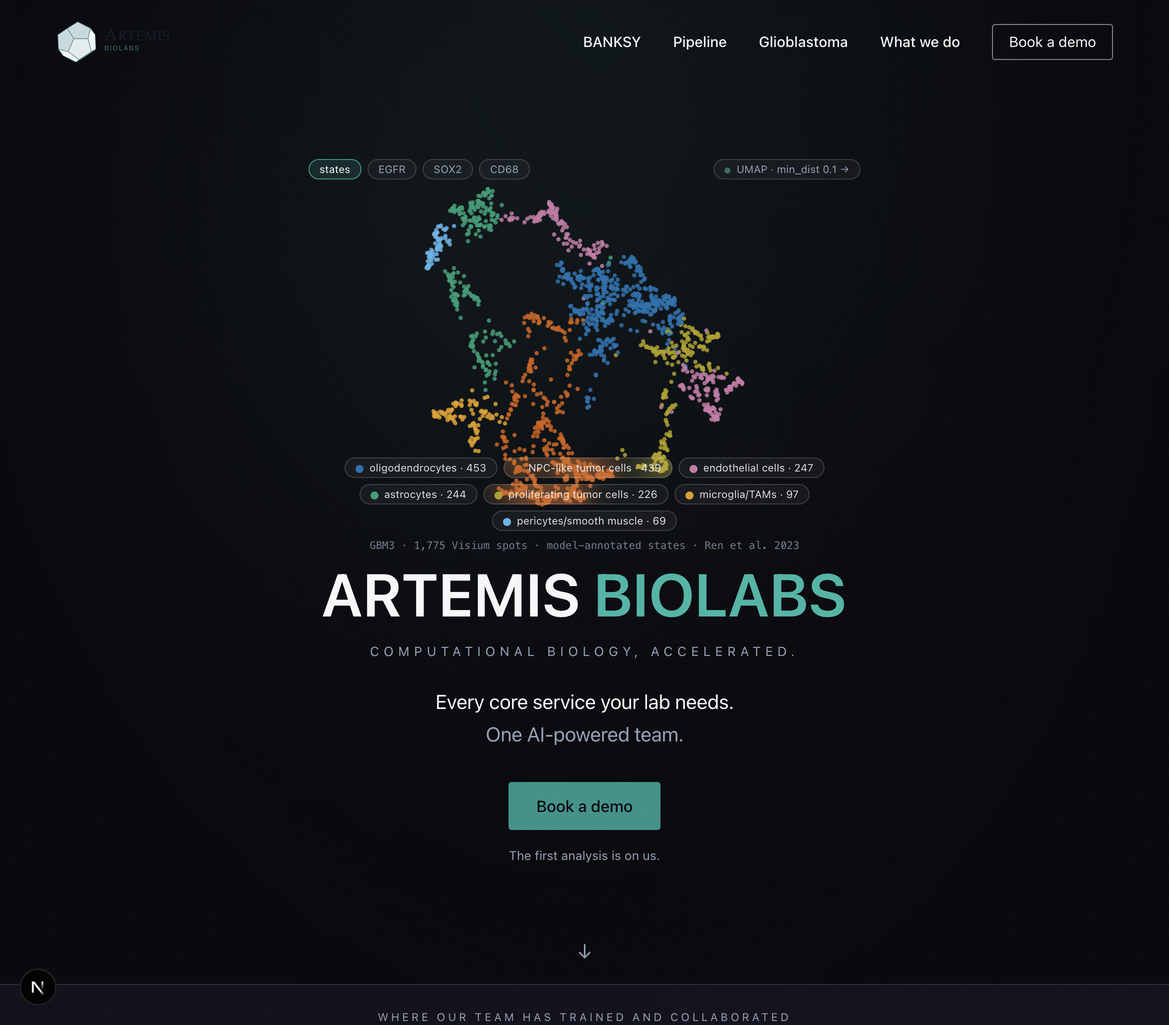 ARTEMIS
BIOLABS
BANKSY Pipeline Glioblastoma What we do Book a demo
states EGFR SOX2 CD68 UMAP · min_dist 0.1 →
oligodendrocytes · 453 NPC-like tumor cells · 439 endothelial cells · 247
astrocytes · 244 proliferating tumor cells · 226 microglia/TAMs · 97
pericytes/smooth muscle · 69
GBM3 · 1,775 Visium spots · model-annotated states · Ren et al. 2023
ARTEMIS BIOLABS
COMPUTATIONAL BIOLOGY, ACCELERATED.
Every core service your lab needs.
One AI-powered team.
Book a demo
The first analysis is on us.
↓
N
WHERE OUR TEAM HAS TRAINED AND COLLABORATED